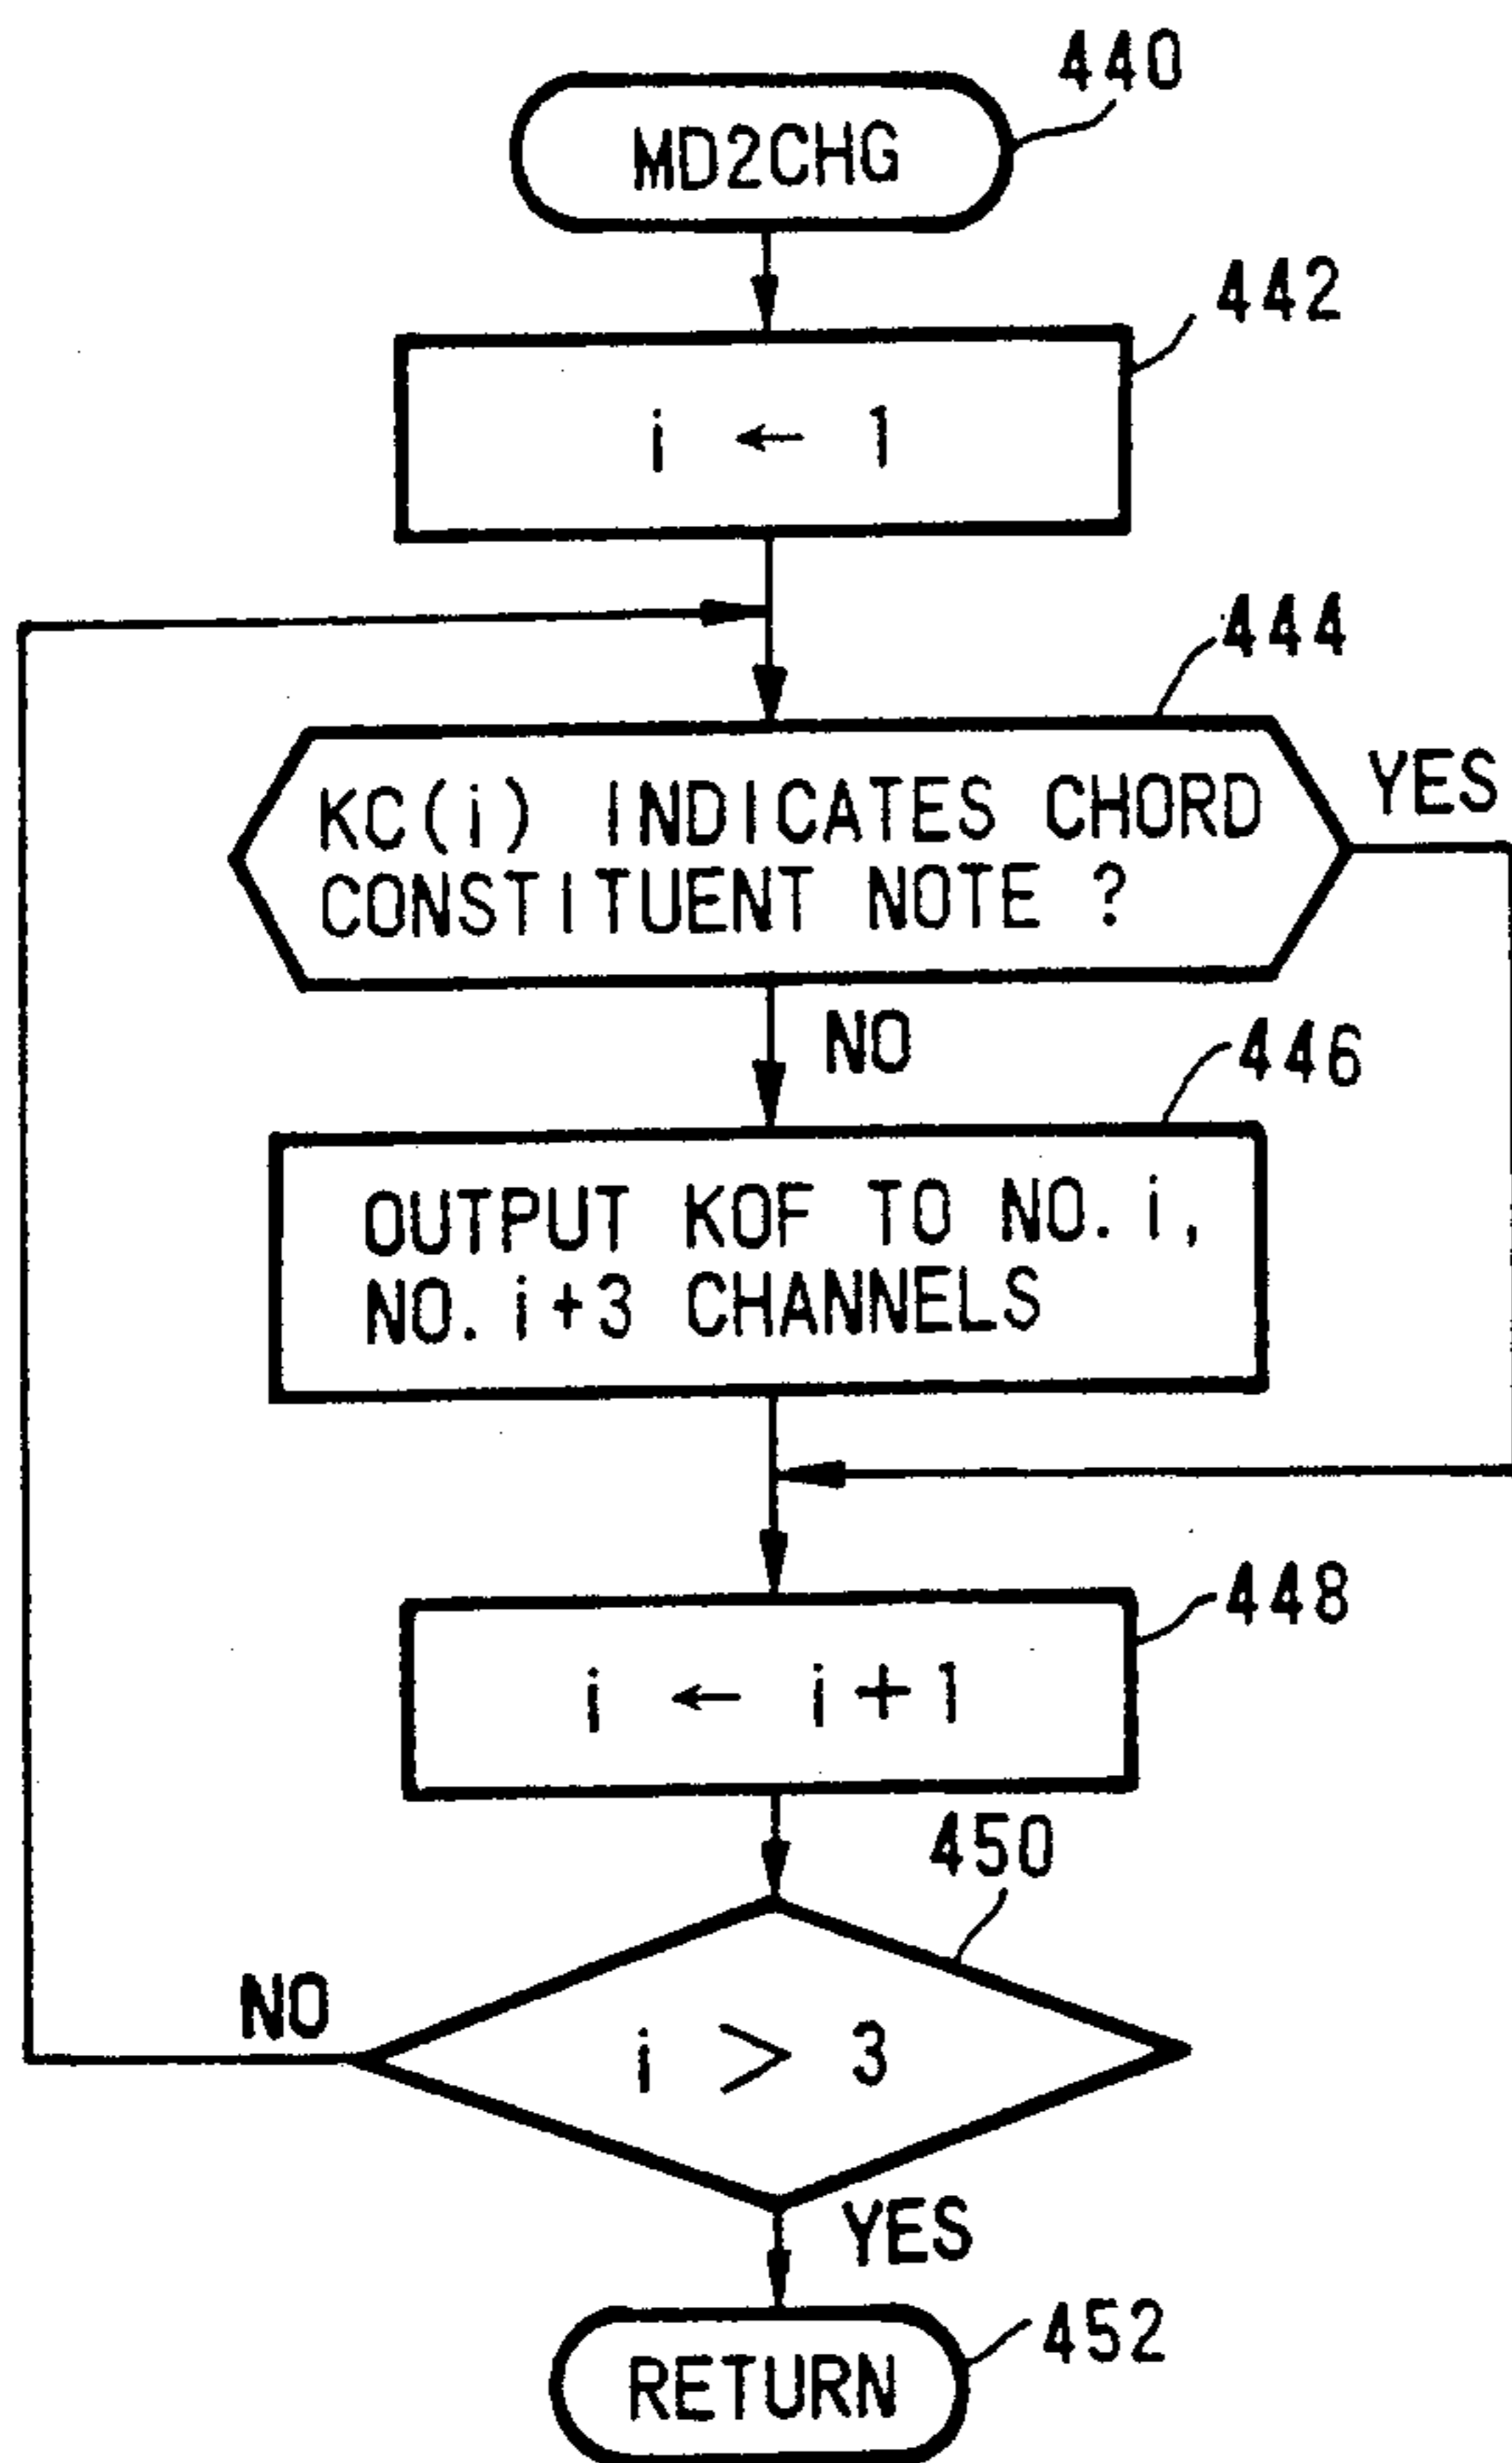 440
MD2CHG
442
i ← 1
444
KC(i) INDICATES CHORD
CONSTITUENT NOTE ?
YES
NO
446
OUTPUT KOF TO NO. i,
NO. i+3 CHANNELS
448
i ← i+1
450
NO
i > 3
YES
RETURN
452